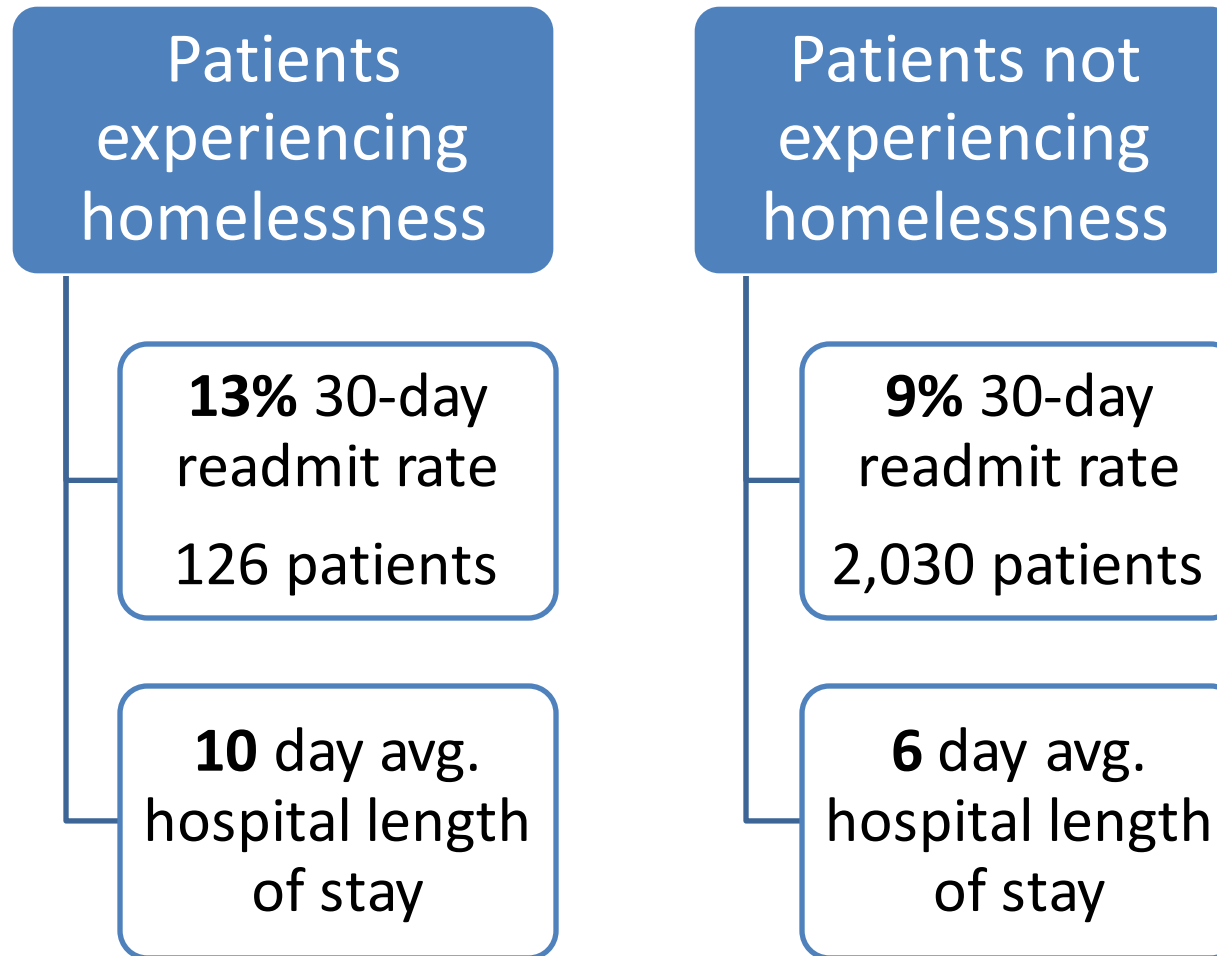 Patients
experiencing
homelessness
13% 30-day
readmit rate
126 patients
10 day avg.
hospital length
of stay
Patients not
experiencing
homelessness
9% 30-day
readmit rate
2,030 patients
6 day avg.
hospital length
of stay